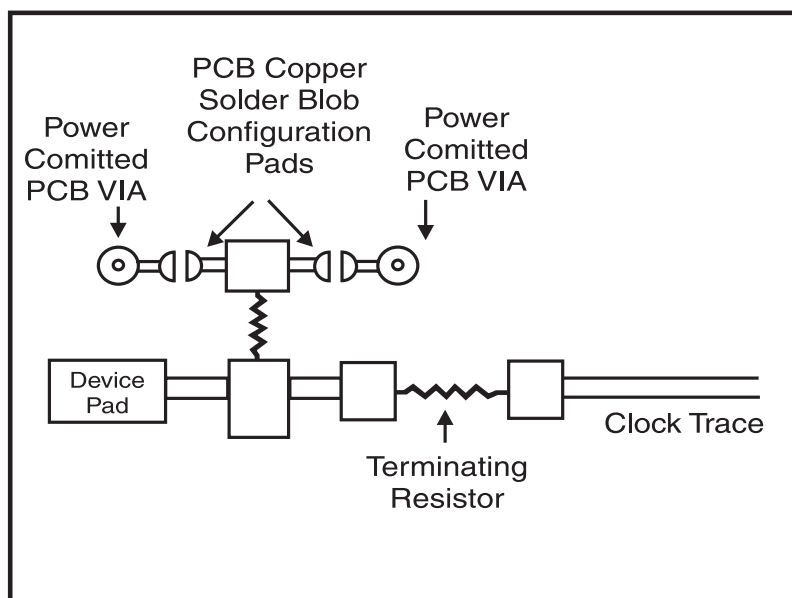 PCB Copper
Solder Blob
Configuration
Pads
Power
Comitted
PCB VIA
Power
Comitted
PCB VIA
Device
Pad
Clock Trace
Terminating
Resistor